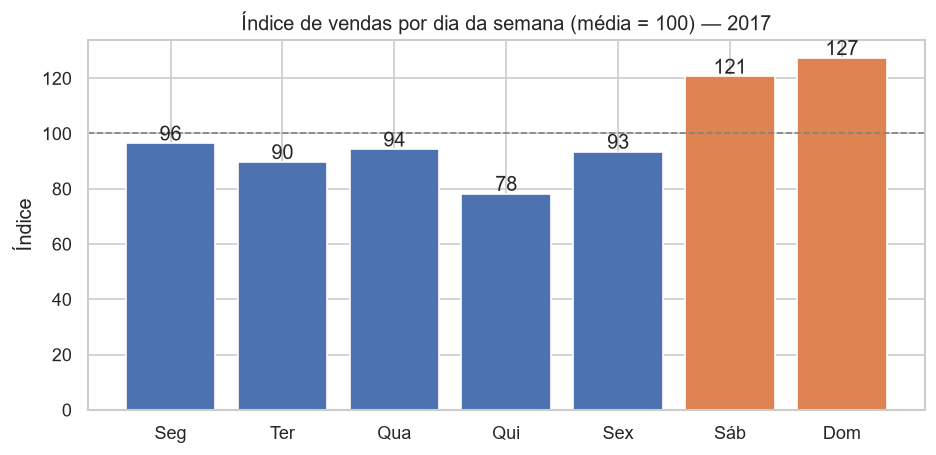 Índice de vendas por dia da semana (média = 100) — 2017
Índice
120
100
80
60
40
20
0
96
90
94
78
93
121
127
Seg
Ter
Qua
Qui
Sex
Sáb
Dom